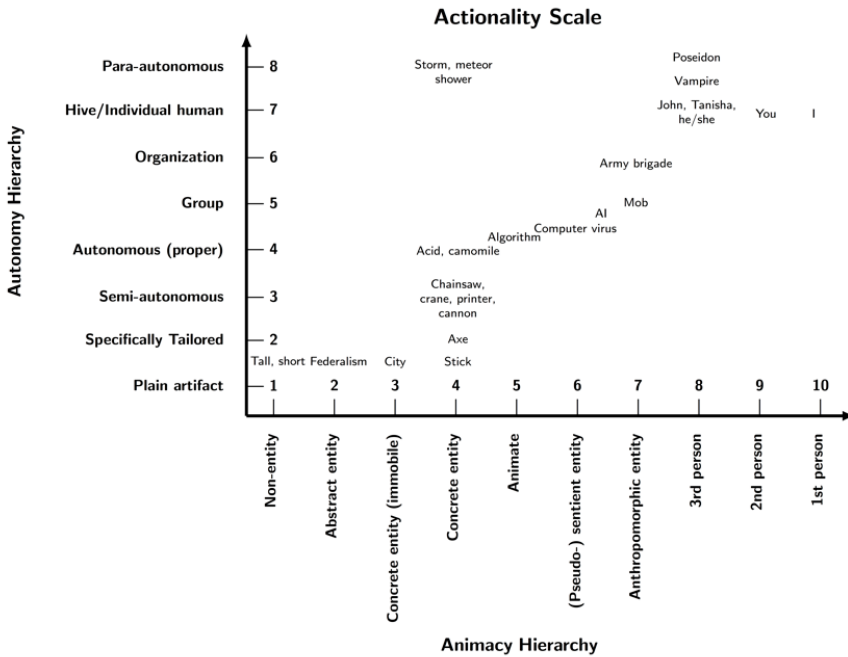 Actionality Scale
Autonomy Hierarchy
Para-autonomous 8
Storm, meteor
shower
Poseidon
Vampire
Hive/Individual human 7
John, Tanisha,
he/she
You
I
Organization 6
Army brigade
Group 5
Mob
AI
Computer virus
Algorithm
Autonomous (proper) 4
Acid, camomile
Semi-autonomous 3
Chainsaw,
crane, printer,
cannon
Specifically Tailored 2
Axe
Tall, short
Federalism
City
Stick
Plain artifact 1 2 3 4 5 6 7 8 9 10
Non-entity
Abstract entity
Concrete entity (immobile)
Concrete entity
Animate
(Pseudo-) sentient entity
Anthropomorphic entity
3rd person
2nd person
1st person
Animacy Hierarchy